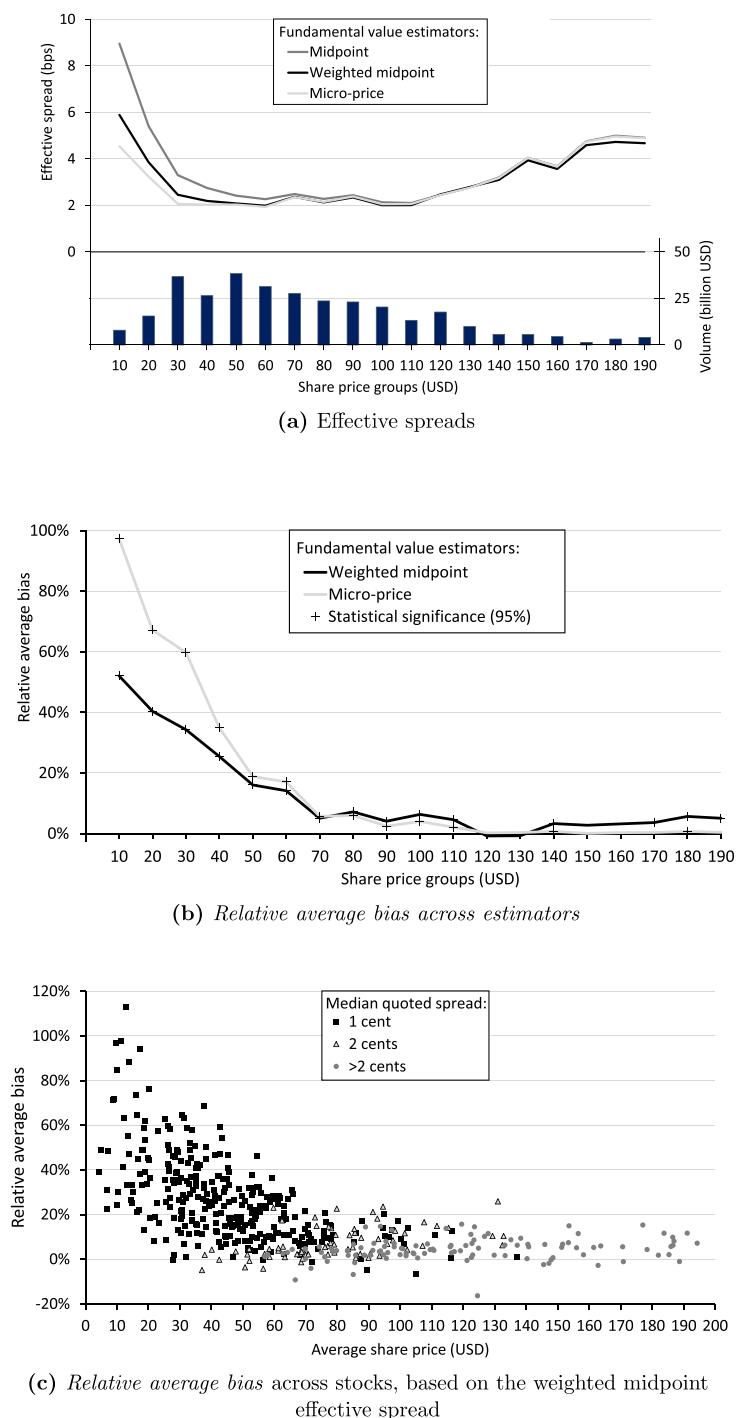 10
8
6
4
2
0
Effective spread (bps)
Fundamental value estimators:
Midpoint
Weighted midpoint
Micro-price
50
25
0
Volume (billion USD)
10 20 30 40 50 60 70 80 90 100 110 120 130 140 150 160 170 180 190
Share price groups (USD)
(a) Effective spreads
100%
80%
60%
40%
20%
0%
Relative average bias
Fundamental value estimators:
Weighted midpoint
Micro-price
Statistical significance (95%)
10 20 30 40 50 60 70 80 90 100 110 120 130 140 150 160 170 180 190
Share price groups (USD)
(b) Relative average bias across estimators
120%
100%
80%
60%
40%
20%
0%
-20%
Relative average bias
Median quoted spread:
1 cent
2 cents
>2 cents
0 10 20 30 40 50 60 70 80 90 100 110 120 130 140 150 160 170 180 190 200
Average share price (USD)
(c) Relative average bias across stocks, based on the weighted midpoint
effective spread